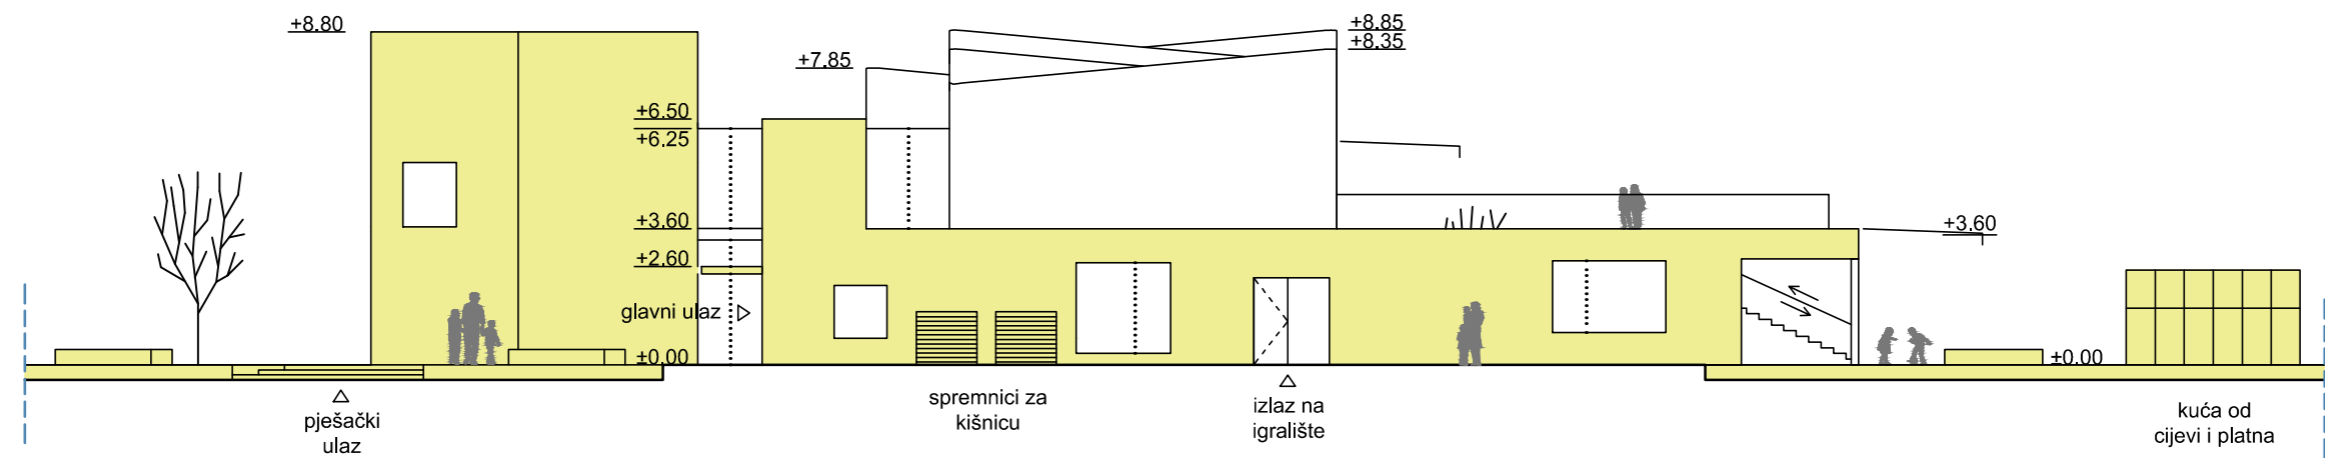 +8.80
+8.85
+8.35
+7.85
+6.50
+6.25
+3.60
+3.60
+2.60
glavni ulaz
±0.00
±0.00
pješački
ulaz
spremnici za
kišnicu
izlaz na
igralište
kuća od
cijevi i platna